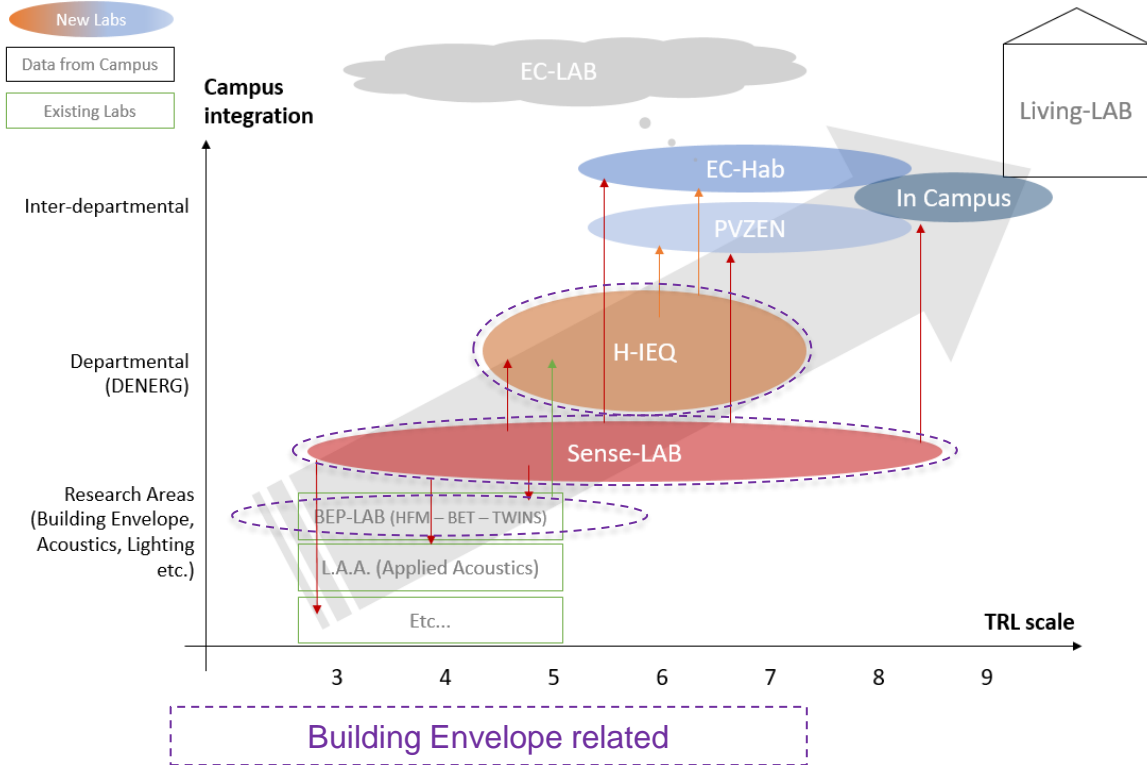 New Labs
Data from Campus
Existing Labs
Campus
integration
EC-LAB
Living-LAB
EC-Hab
In Campus
Inter-departmental
PVZEN
H-IEQ
Departmental
(DENERG)
Sense-LAB
Research Areas
(Building Envelope,
Acoustics, Lighting
etc.)
BEP-LAB (HFM – BET – TWINS)
L.A.A. (Applied Acoustics)
Etc...
TRL scale
3 4 5 6 7 8 9
Building Envelope related